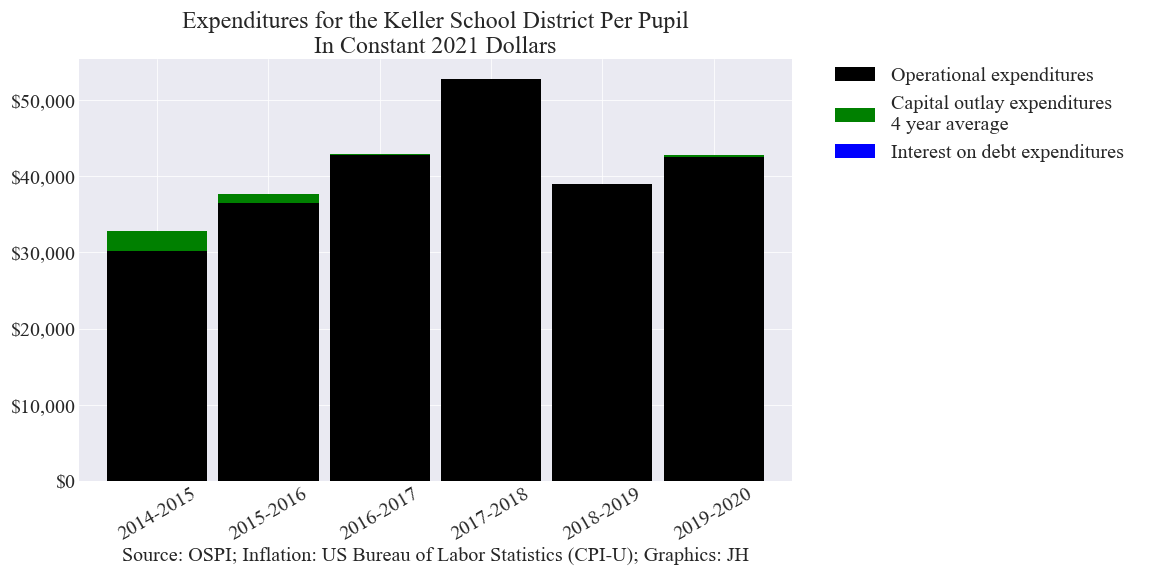 Expenditures for the Keller School District Per Pupil
In Constant 2021 Dollars
$50,000
$40,000
$30,000
$20,000
$10,000
$0
2014-2015
2015-2016
2016-2017
2017-2018
2018-2019
2019-2020
Source: OSPI; Inflation: US Bureau of Labor Statistics (CPI-U); Graphics: JH
Operational expenditures
Capital outlay expenditures
4 year average
Interest on debt expenditures